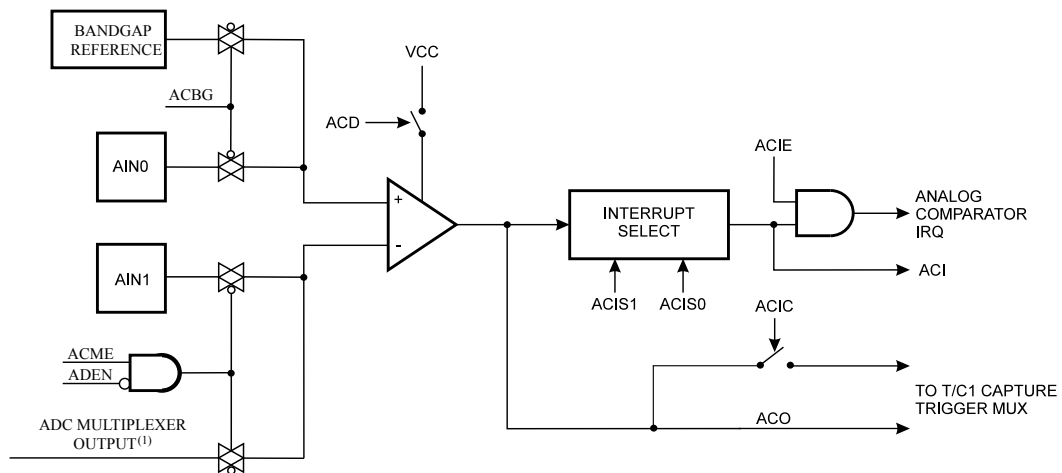 BANDGAP
REFERENCE
VCC
ACBG
ACD
AIN0
ACIE
+
-
INTERRUPT
SELECT
ANALOG
COMPARATOR
IRQ
AIN1
ACI
ACIS1
ACIS0
ACIC
ACME
ADEN
TO T/C1 CAPTURE
TRIGGER MUX
ACO
ADC MULTIPLEXER
OUTPUT(1)